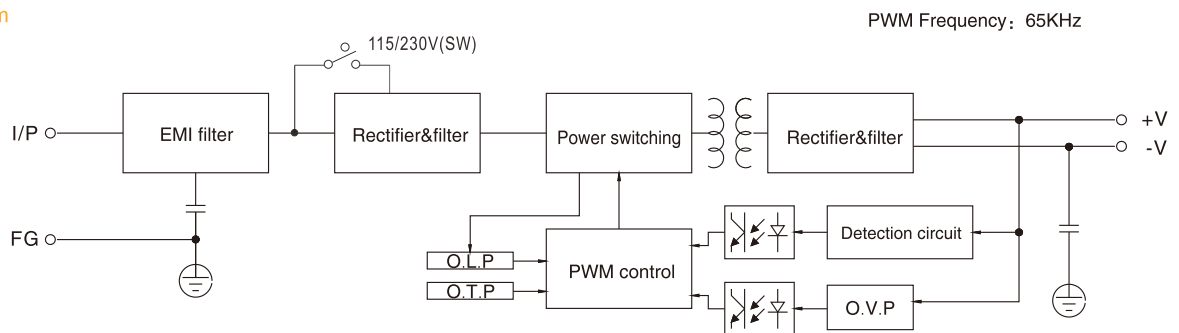 m
PWM Frequency：65KHz
115/230V(SW)
I/P
EMI filter
Rectifier&filter
Power switching
Rectifier&filter
+V
-V
FG
O.L.P
O.T.P
PWM control
Detection circuit
O.V.P